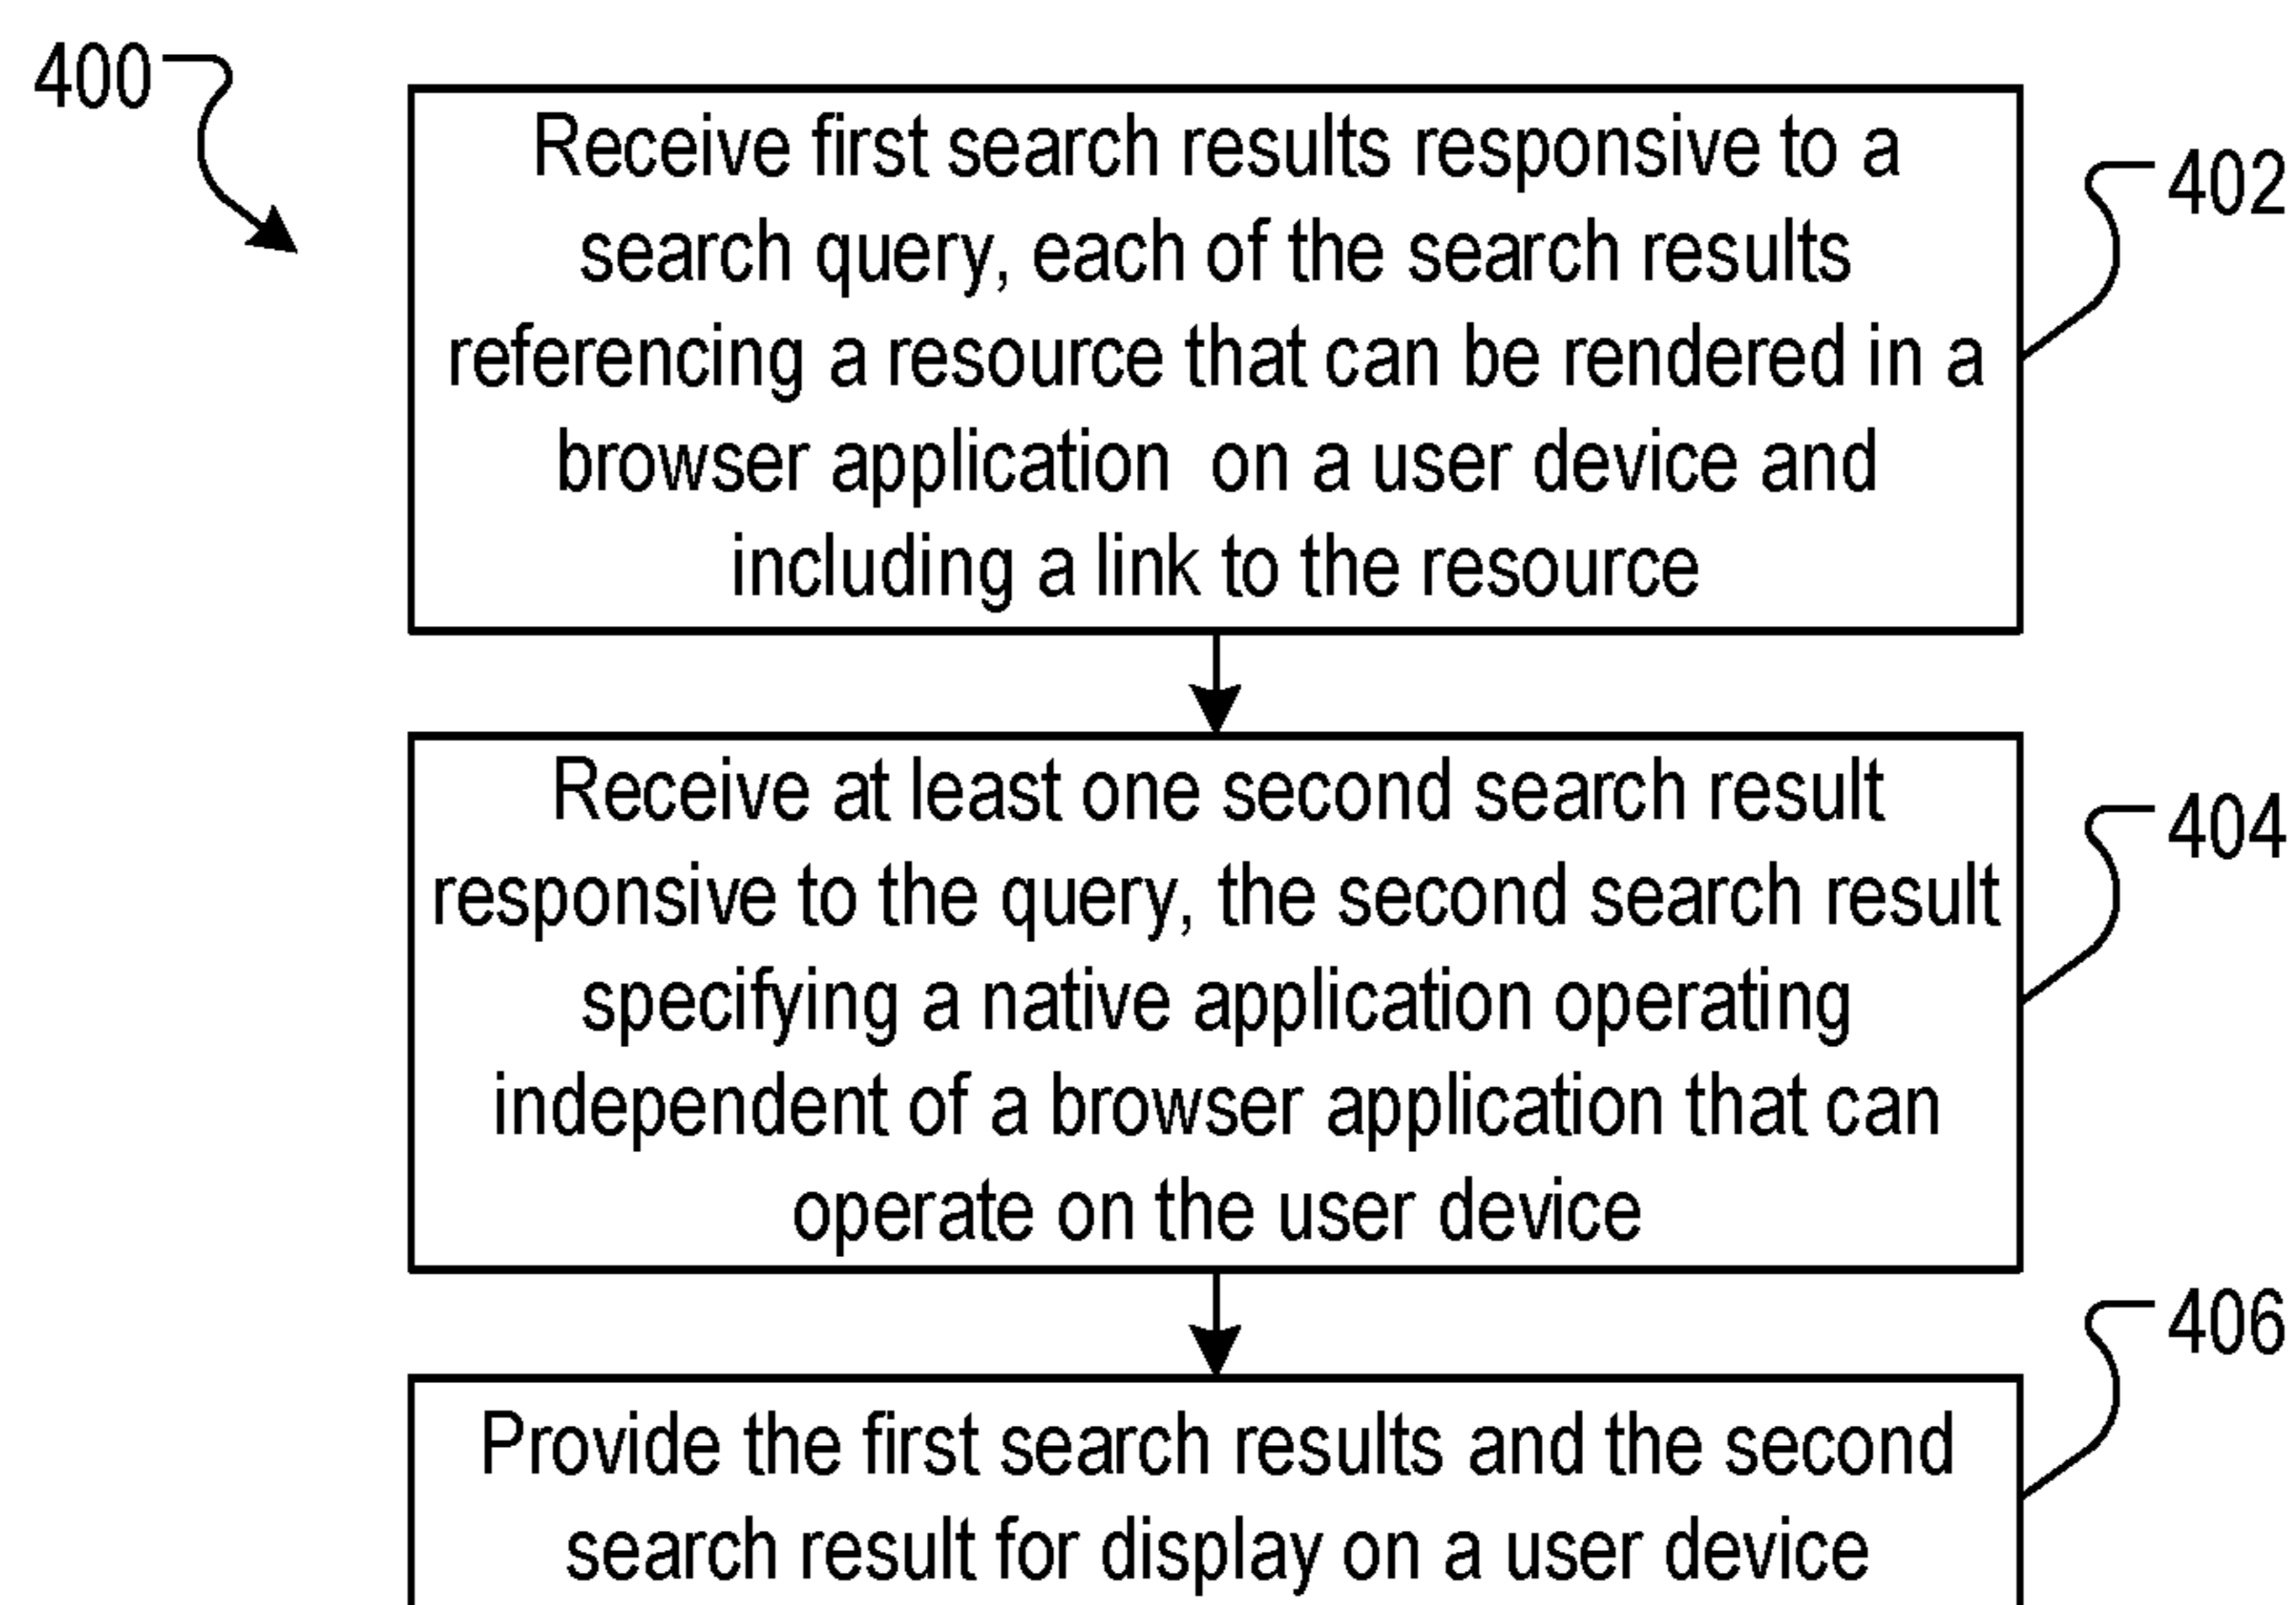 400
Receive first search results responsive to a
search query, each of the search results
referencing a resource that can be rendered in a
browser application on a user device and
including a link to the resource
402
Receive at least one second search result
responsive to the query, the second search result
specifying a native application operating
independent of a browser application that can
operate on the user device
404
Provide the first search results and the second
search result for display on a user device
406